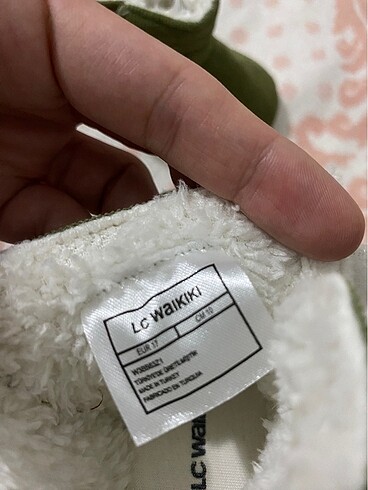 LC WAIKIKI
EUR 17 CM 10
TÜRKİYE'DE ÜRETİLMİŞTİR
MADE IN TURKEY
FABRICADO EN TURQUIA
LC wai